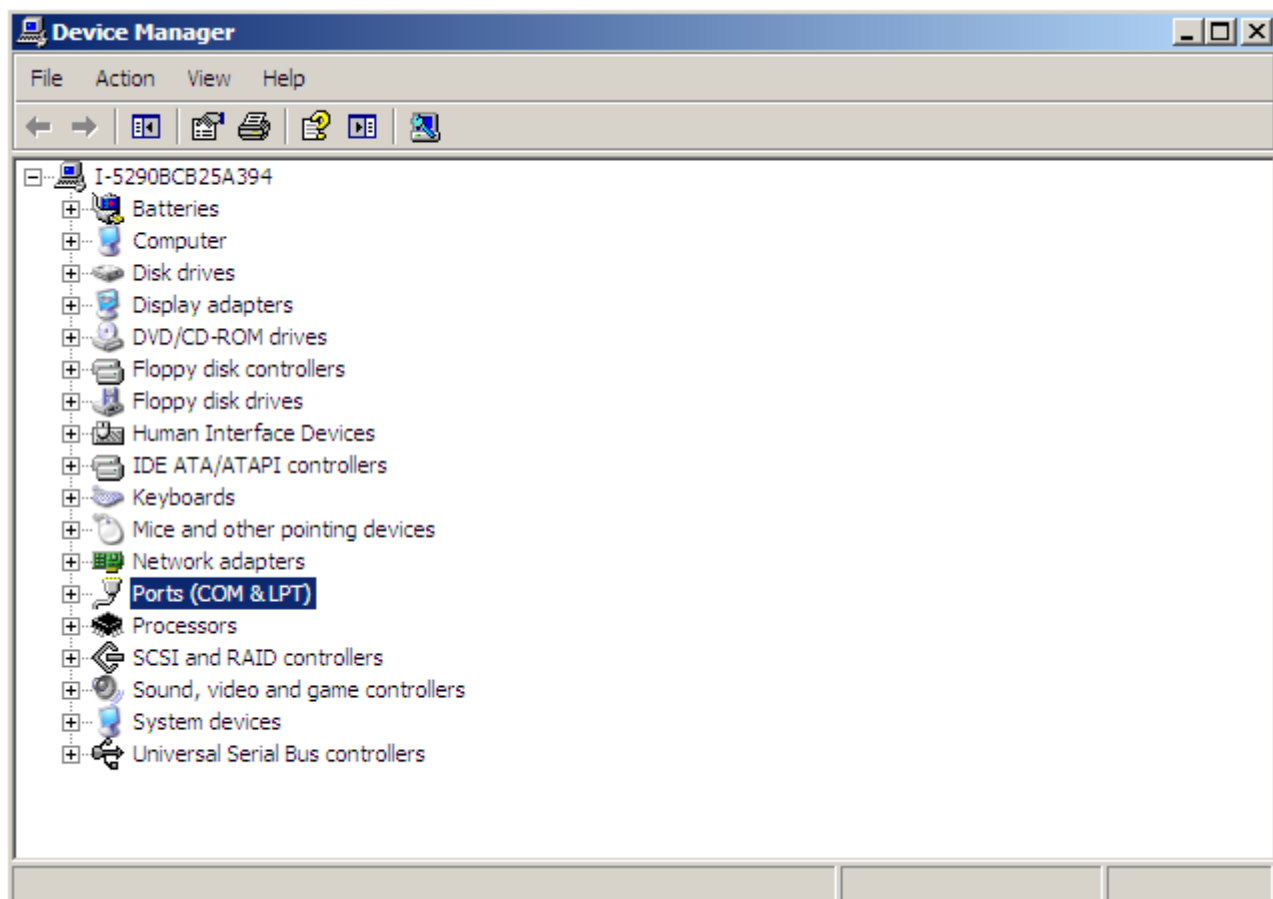 Device Manager
File Action View Help
I-5290BCB25A394
Batteries
Computer
Disk drives
Display adapters
DVD/CD-ROM drives
Floppy disk controllers
Floppy disk drives
Human Interface Devices
IDE ATA/ATAPI controllers
Keyboards
Mice and other pointing devices
Network adapters
Ports (COM & LPT)
Processors
SCSI and RAID controllers
Sound, video and game controllers
System devices
Universal Serial Bus controllers